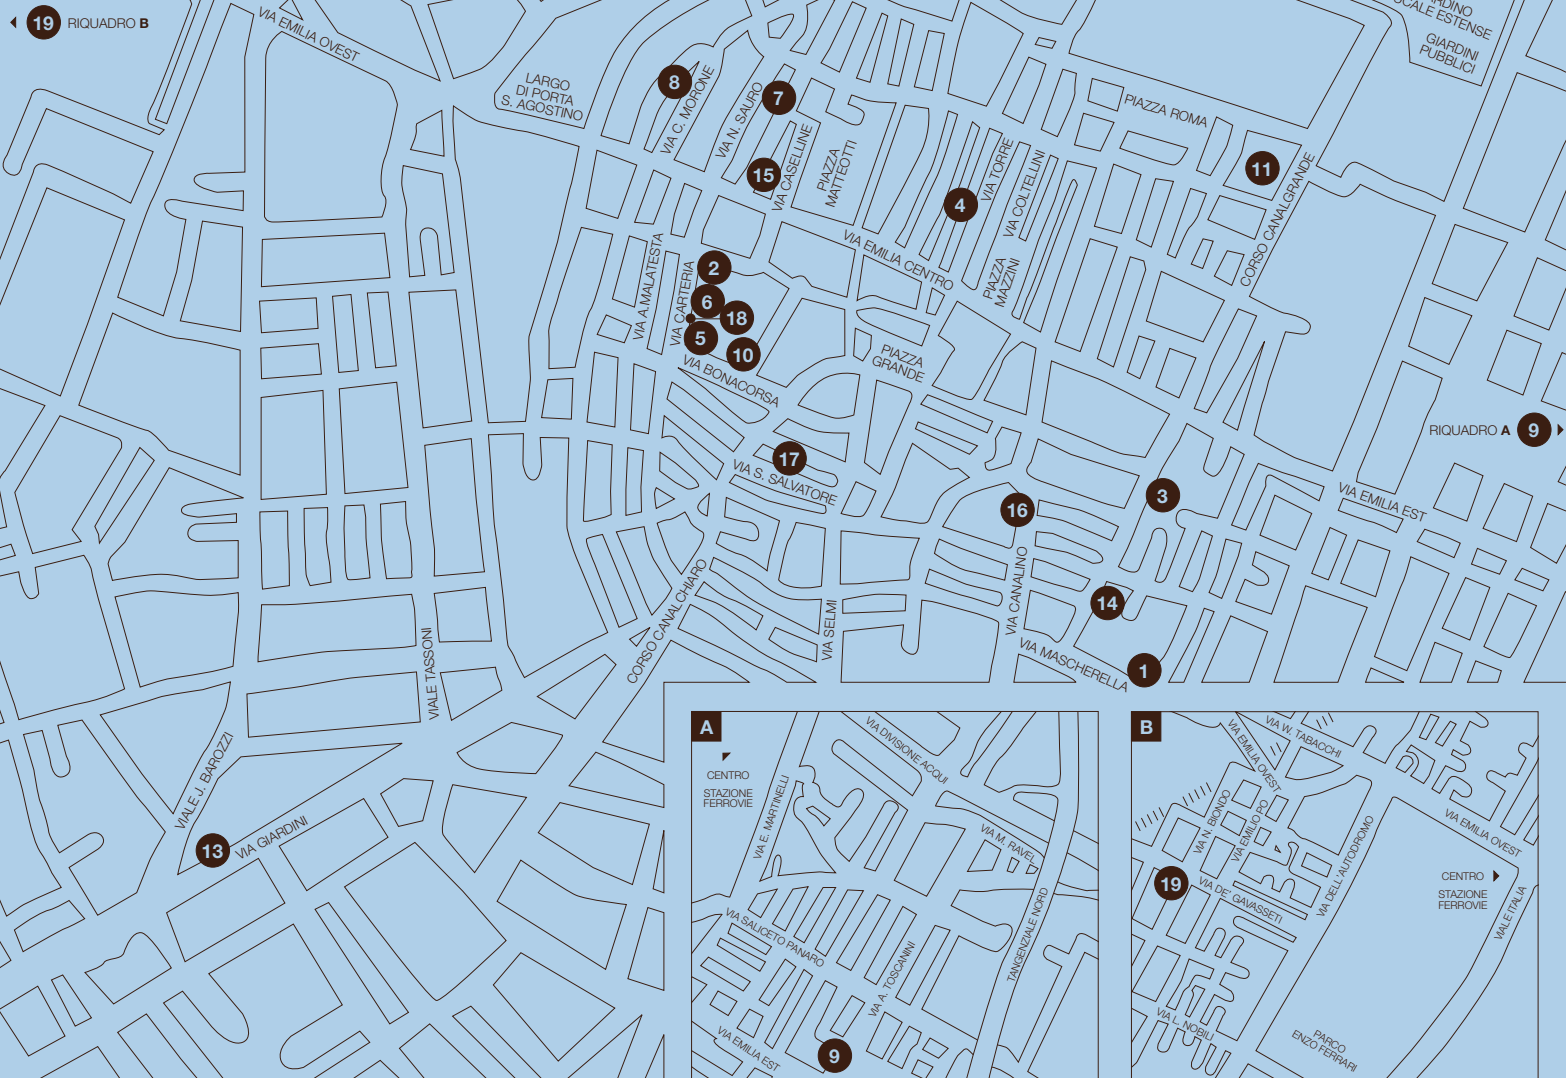 19 RIQUADRO B
VIA EMILIA OVEST
LARGO
DI PORTA
S. AGOSTINO
8
VIA C. MORONE
VIA N. SAURO
7
15
VIA CASELLINE
PIAZZA
MATTEOTTI
4
VIA TORRE
VIA COLTELLINI
PIAZZA ROMA
11
CORSO CANALGRANDE
SCALE ESTENSE
GIARDINI
PUBBLICI
VIA EMILIA CENTRO
PIAZZA
MAZZINI
VIA A.MALATESTA
VIA CARTERIA
2
6
18
5
10
VIA BONACORSA
PIAZZA
GRANDE
RIQUADRO A 9
17
VIA S. SALVATORE
16
3
VIA EMILIA EST
CORSO CANALCHIARO
VIA SELMI
VIA CANALINO
14
VIA MASCHERELLA
1
VIALE TASSONI
VIALE J. BAROZZI
13
VIA GIARDINI
A
CENTRO
STAZIONE
FERROVIE
VIA DIVISIONE ACQUI
VIA E. MARTINELLI
VIA M. RAVEL
TANGENZIALE NORD
VIA SALICETO PANARO
VIA A. TOSCANINI
VIA EMILIA EST
9
B
VIA EMILIA OVEST
VIA W. TABACCHI
VIA N. BIONDO
VIA EMILIO PO
VIA DELL'AUTODROMO
VIA EMILIA OVEST
19
VIA DE' GAVASSETI
CENTRO
STAZIONE
FERROVIE
VIALE ITALIA
VIA L. NOBILI
PARCO
ENZO FERRARI